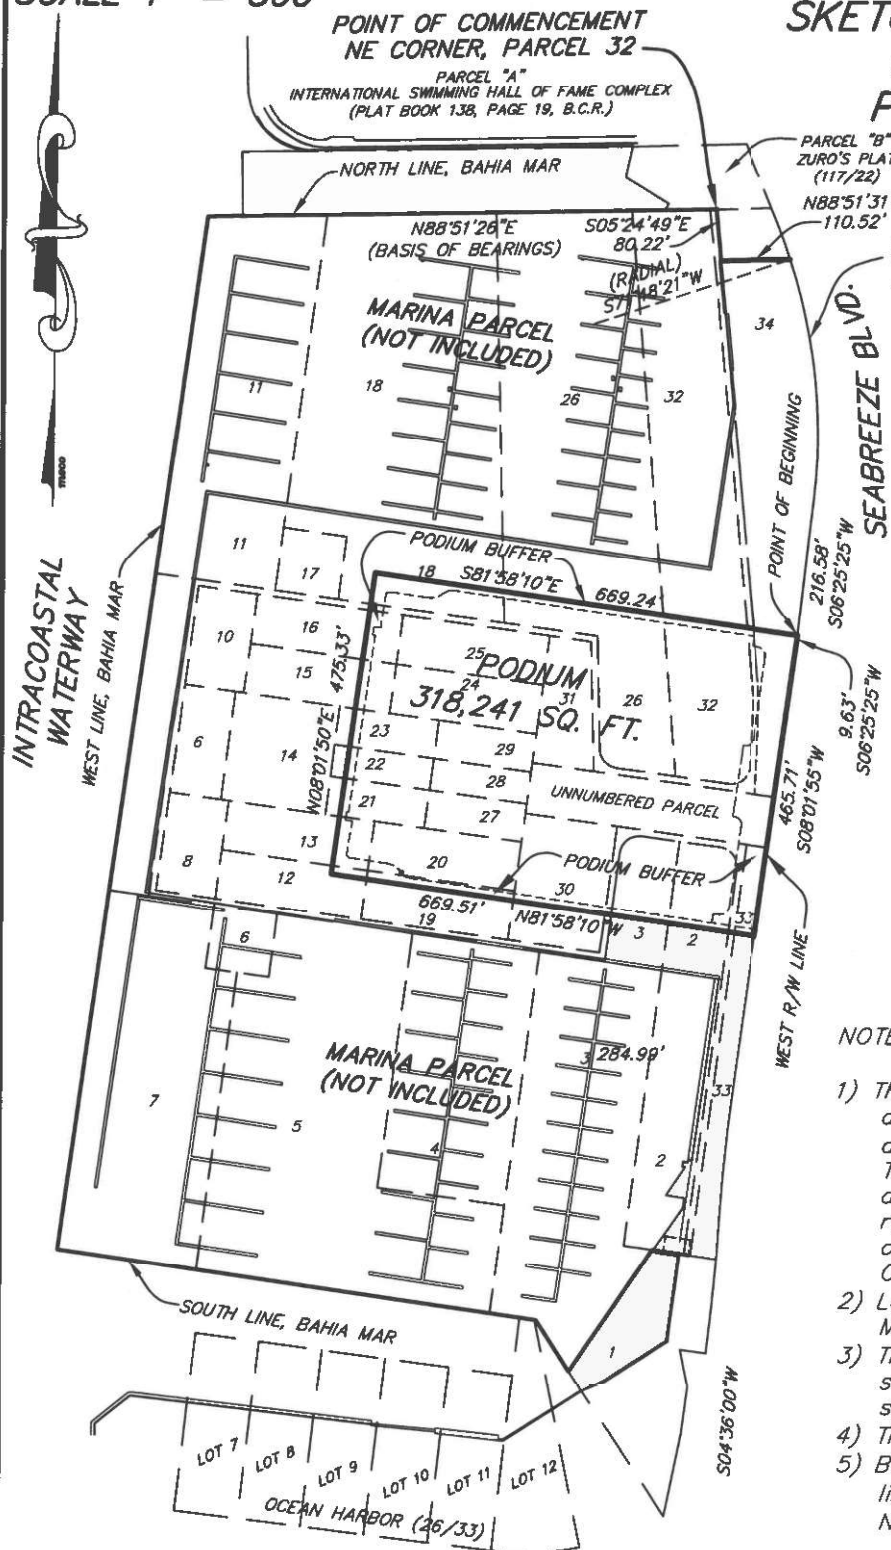 SCALE 1" = 300'
SKETC
POINT OF COMMENCEMENT
NE CORNER, PARCEL 32
PARCEL "A"
INTERNATIONAL SWIMMING HALL OF FAME COMPLEX
(PLAT BOOK 138, PAGE 19, B.C.R.)
P
PARCEL "B"
ZURO'S PLAT
(117/22)
N88°51'31
110.52'
NORTH LINE, BAHIA MAR
N88°51'26"E
(BASIS OF BEARINGS)
S05°24'49"E
80.22'
(RADIAL)
MARINA PARCEL
(NOT INCLUDED)
34
11
18
26
32
SEABREEZE BLVD.
POINT OF BEGINNING
216.58'
S06°25'25"W
INTRACOASTAL
WATERWAY
WEST LINE, BAHIA MAR
11
17
PODIUM BUFFER
18
S81°58'10"E
669.24'
10
16
15
475.33'
N08°01'50"E
25
24
PODIUM
31
318,241 SQ. FT.
26
32
9.63'
S06°25'25"W
6
14
23
22
21
29
28
27
UNNUMBERED PARCEL
465.71'
S08°01'55"W
8
13
12
20
30
PODIUM BUFFER
33
669.51'
19
N81°58'10"W
3
2
WEST R/W LINE
6
MARINA PARCEL
(NOT INCLUDED)
3
284.99'
33
7
5
4
2
1
SOUTH LINE, BAHIA MAR
S04°36'00"W
LOT 7
LOT 8
LOT 9
LOT 10
LOT 11
LOT 12
OCEAN HARBOR (26/33)
NOTE
1) Th
T
2) L
M
3) Th
s
s
4) Th
5) B
li
N